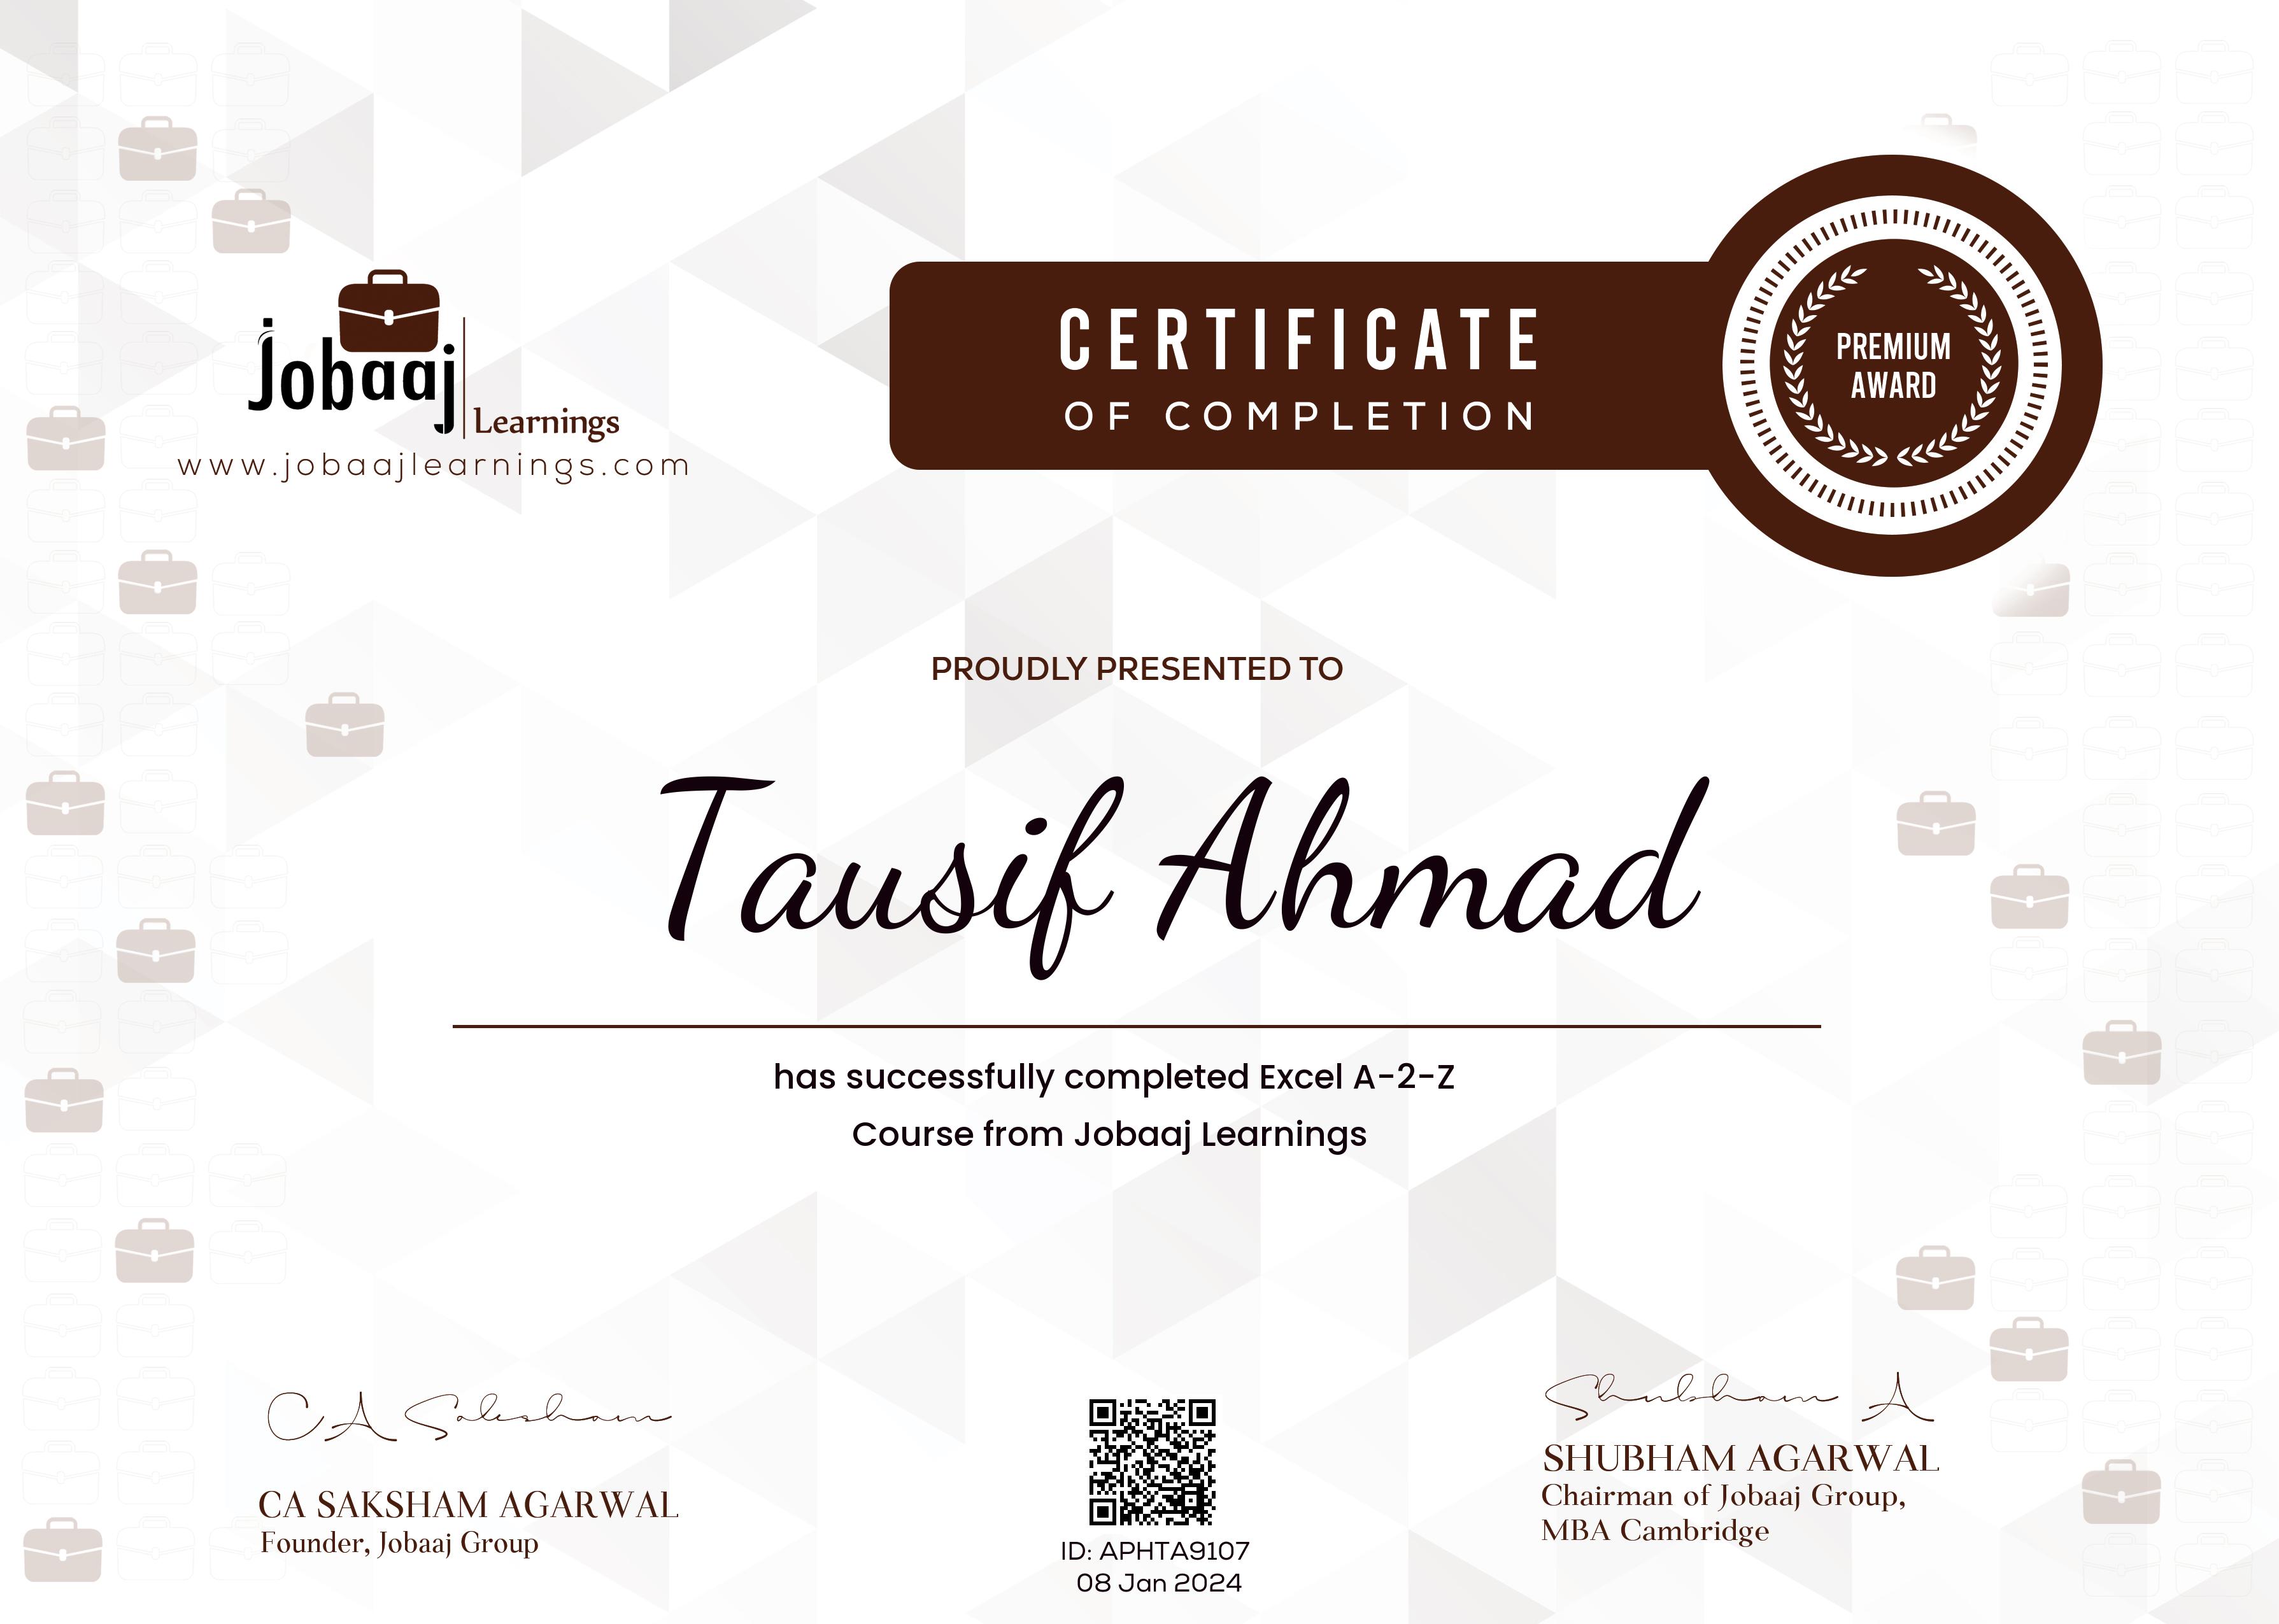 Jobaaj
Learnings
www.jobaajlearnings.com
CERTIFICATE
OF COMPLETION
PREMIUM
AWARD
PROUDLY PRESENTED TO
Tausif Ahmad
has successfully completed Excel A-2-Z
Course from Jobaaj Learnings
CA Saksham
CA SAKSHAM AGARWAL
Founder, Jobaaj Group
ID: APHTA9107
08 Jan 2024
Shubham A
SHUBHAM AGARWAL
Chairman of Jobaaj Group,
MBA Cambridge